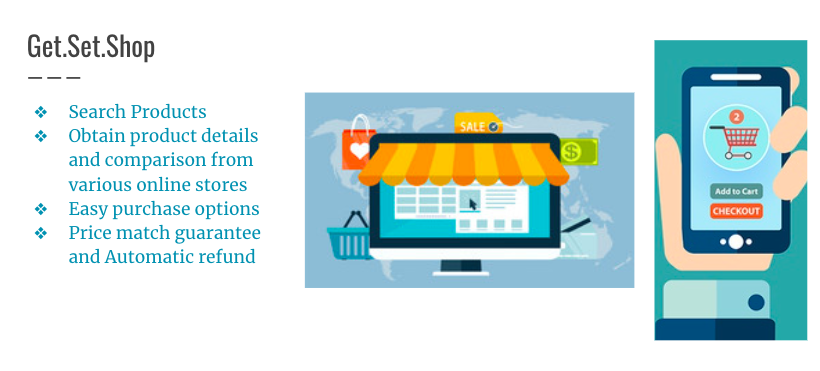 Get.Set.Shop
❖ Search Products
❖ Obtain product details
and comparison from
various online stores
❖ Easy purchase options
❖ Price match guarantee
and Automatic refund
SALE
$
2
Add to Cart
CHECKOUT